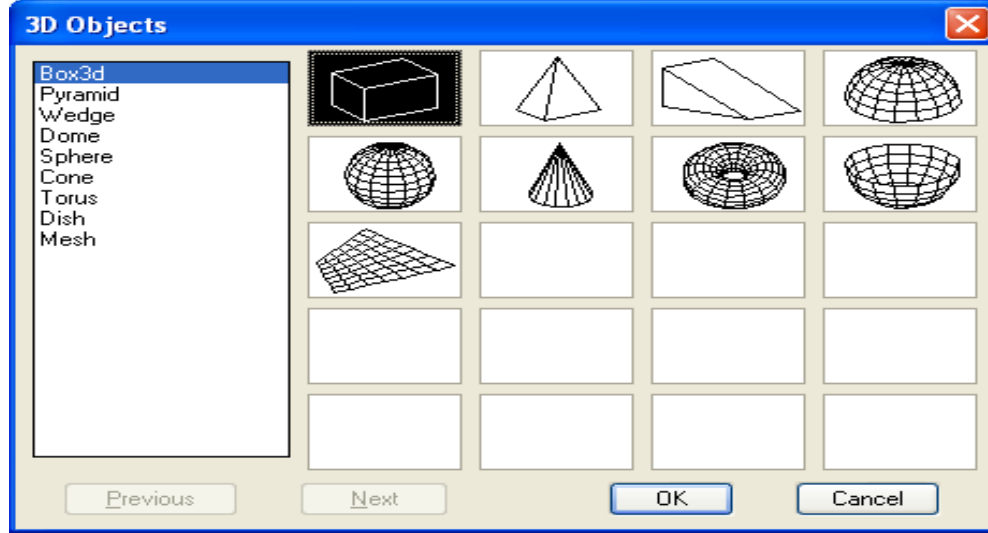 3D Objects
Box3d
Pyramid
Wedge
Dome
Sphere
Cone
Torus
Dish
Mesh
Previous
Next
OK
Cancel